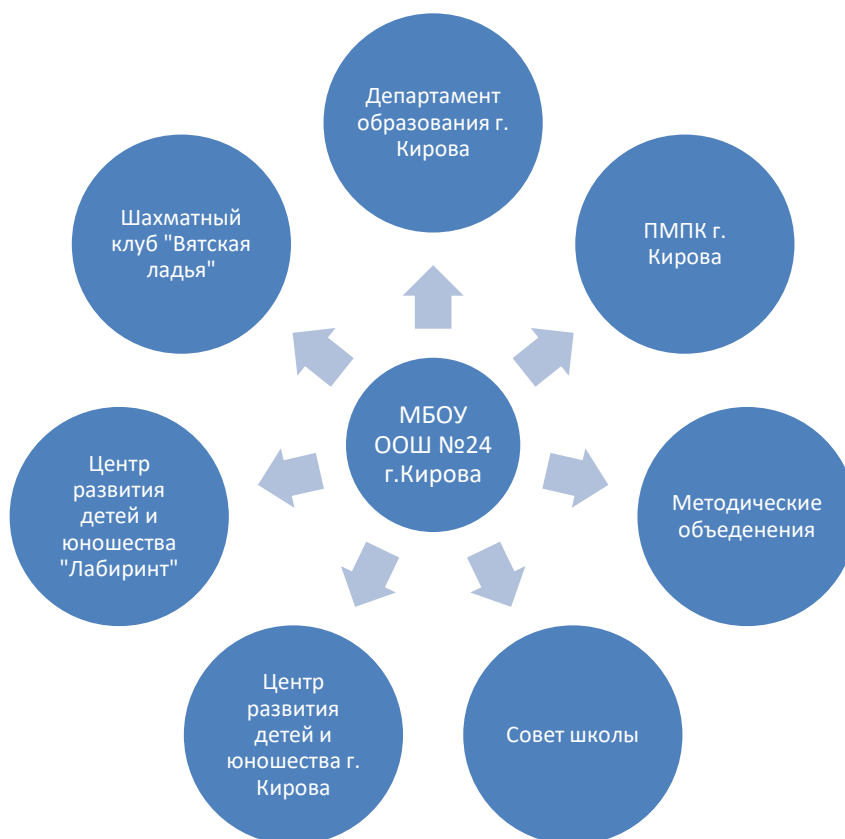 Департамент
образования г.
Кирова
ПМПК г.
Кирова
Методические
объеденения
Совет школы
Центр
развития
детей и
юношества г.
Кирова
Центр
развития
детей и
юношества
"Лабиринт"
Шахматный
клуб "Вятская
ладья"
МБОУ
ООШ №24
г.Кирова